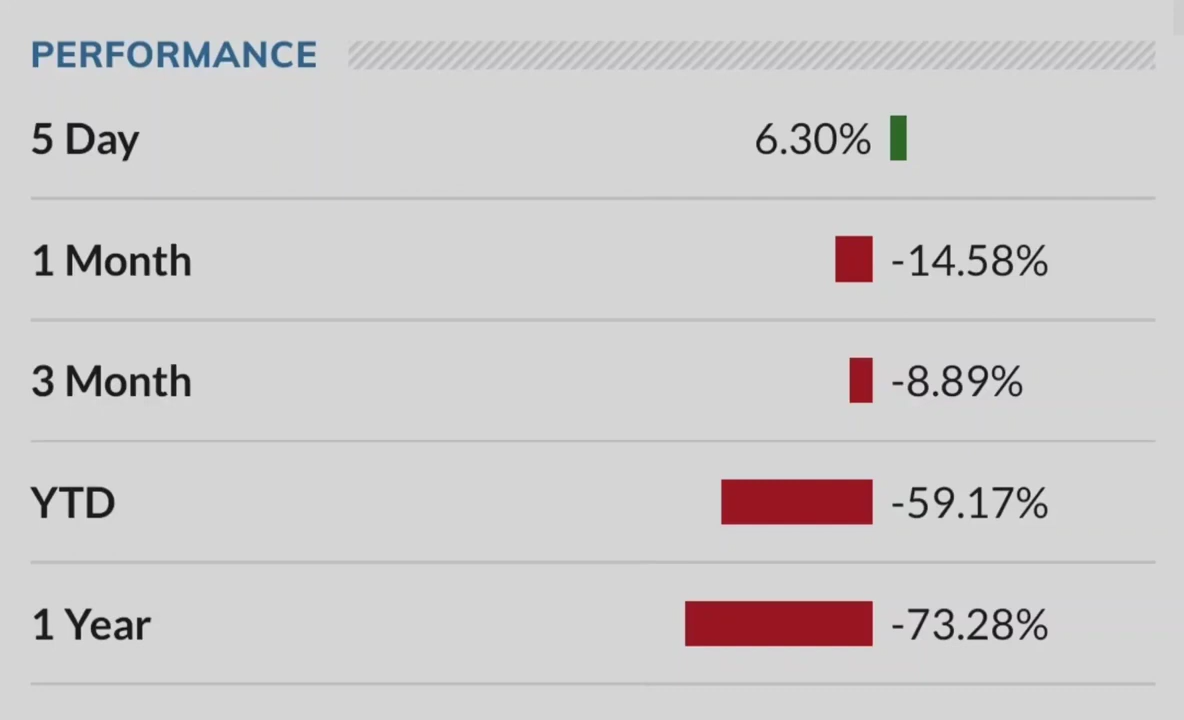 PERFORMANCE
5 Day 6.30%
1 Month -14.58%
3 Month -8.89%
YTD -59.17%
1 Year -73.28%